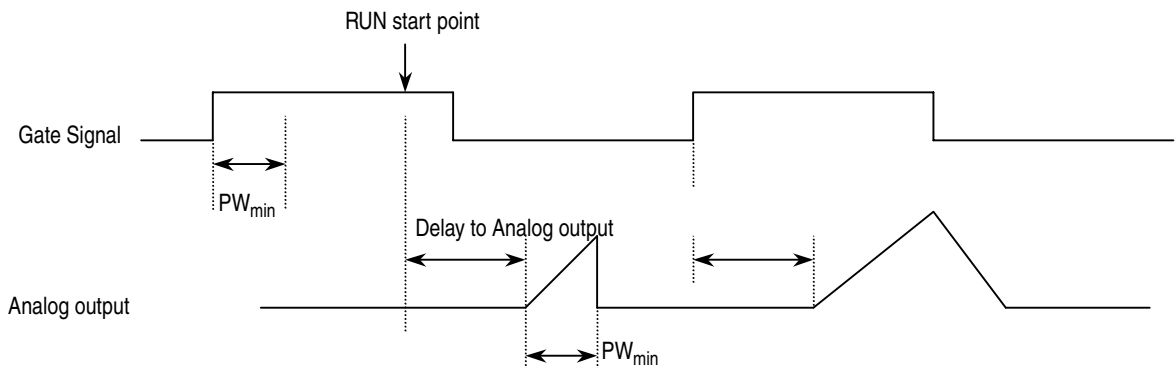 RUN start point
Gate Signal
PWmin
Delay to Analog output
Analog output
PWmin